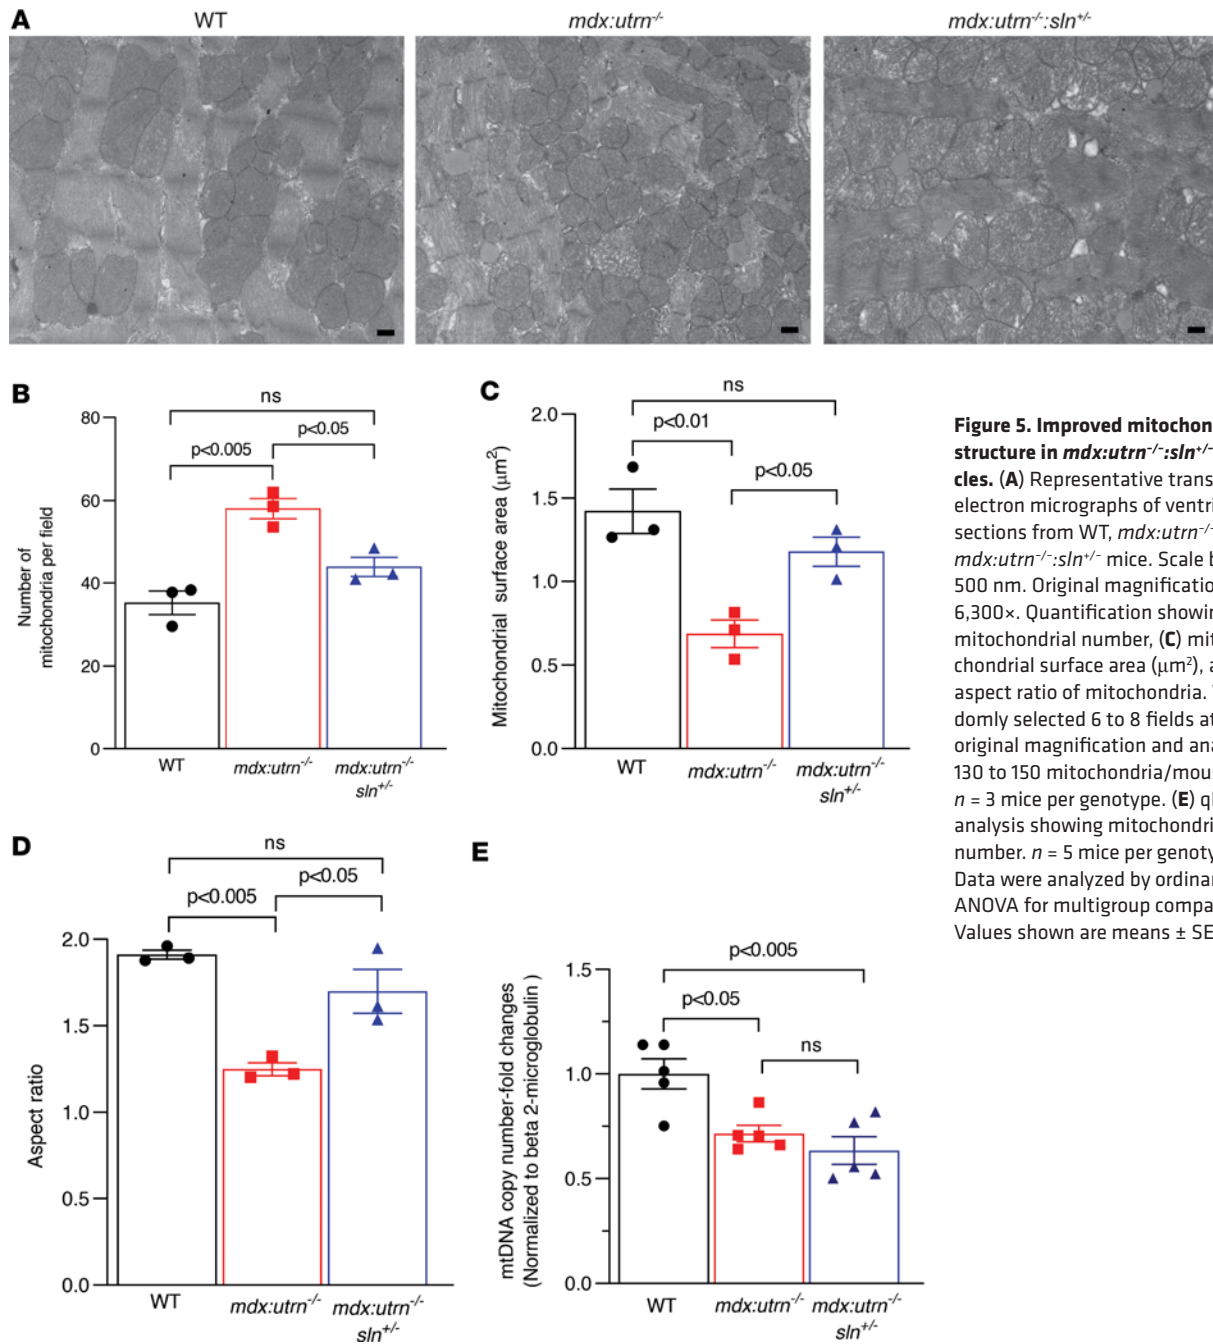 A
WT
mdx:utrn-/-
mdx:utrn-/-:sln+/-
B
Number of
mitochondria per field
80
60
40
20
0
ns
p<0.005
p<0.05
WT
mdx:utrn-/-
mdx:utrn-/-
sln+/-
C
Mitochondrial surface area (μm2)
2.0
1.5
1.0
0.5
0.0
ns
p<0.01
p<0.05
WT
mdx:utrn-/-
mdx:utrn-/-
sln+/-
Figure 5. Improved mitochon
structure in mdx:utrn–/–:sln+/–
cles. (A) Representative trans
electron micrographs of ventri
sections from WT, mdx:utrn–/–
mdx:utrn–/–:sln+/– mice. Scale b
500 nm. Original magnification
6,300×. Quantification showin
mitochondrial number, (C) mit
chondrial surface area (μm2), a
aspect ratio of mitochondria.
domly selected 6 to 8 fields at
original magnification and ana
130 to 150 mitochondria/mous
n = 3 mice per genotype. (E) q
analysis showing mitochondri
number. n = 5 mice per genoty
Data were analyzed by ordinar
ANOVA for multigroup compa
Values shown are means ± SE
D
Aspect ratio
2.0
1.5
1.0
0.5
0.0
ns
p<0.005
p<0.05
WT
mdx:utrn-/-
mdx:utrn-/-
sln+/-
E
mtDNA copy number-fold changes
(Normalized to beta 2-microglobulin )
1.5
1.0
0.5
0.0
p<0.005
p<0.05
ns
WT
mdx:utrn-/-
mdx:utrn-/-
sln+/-